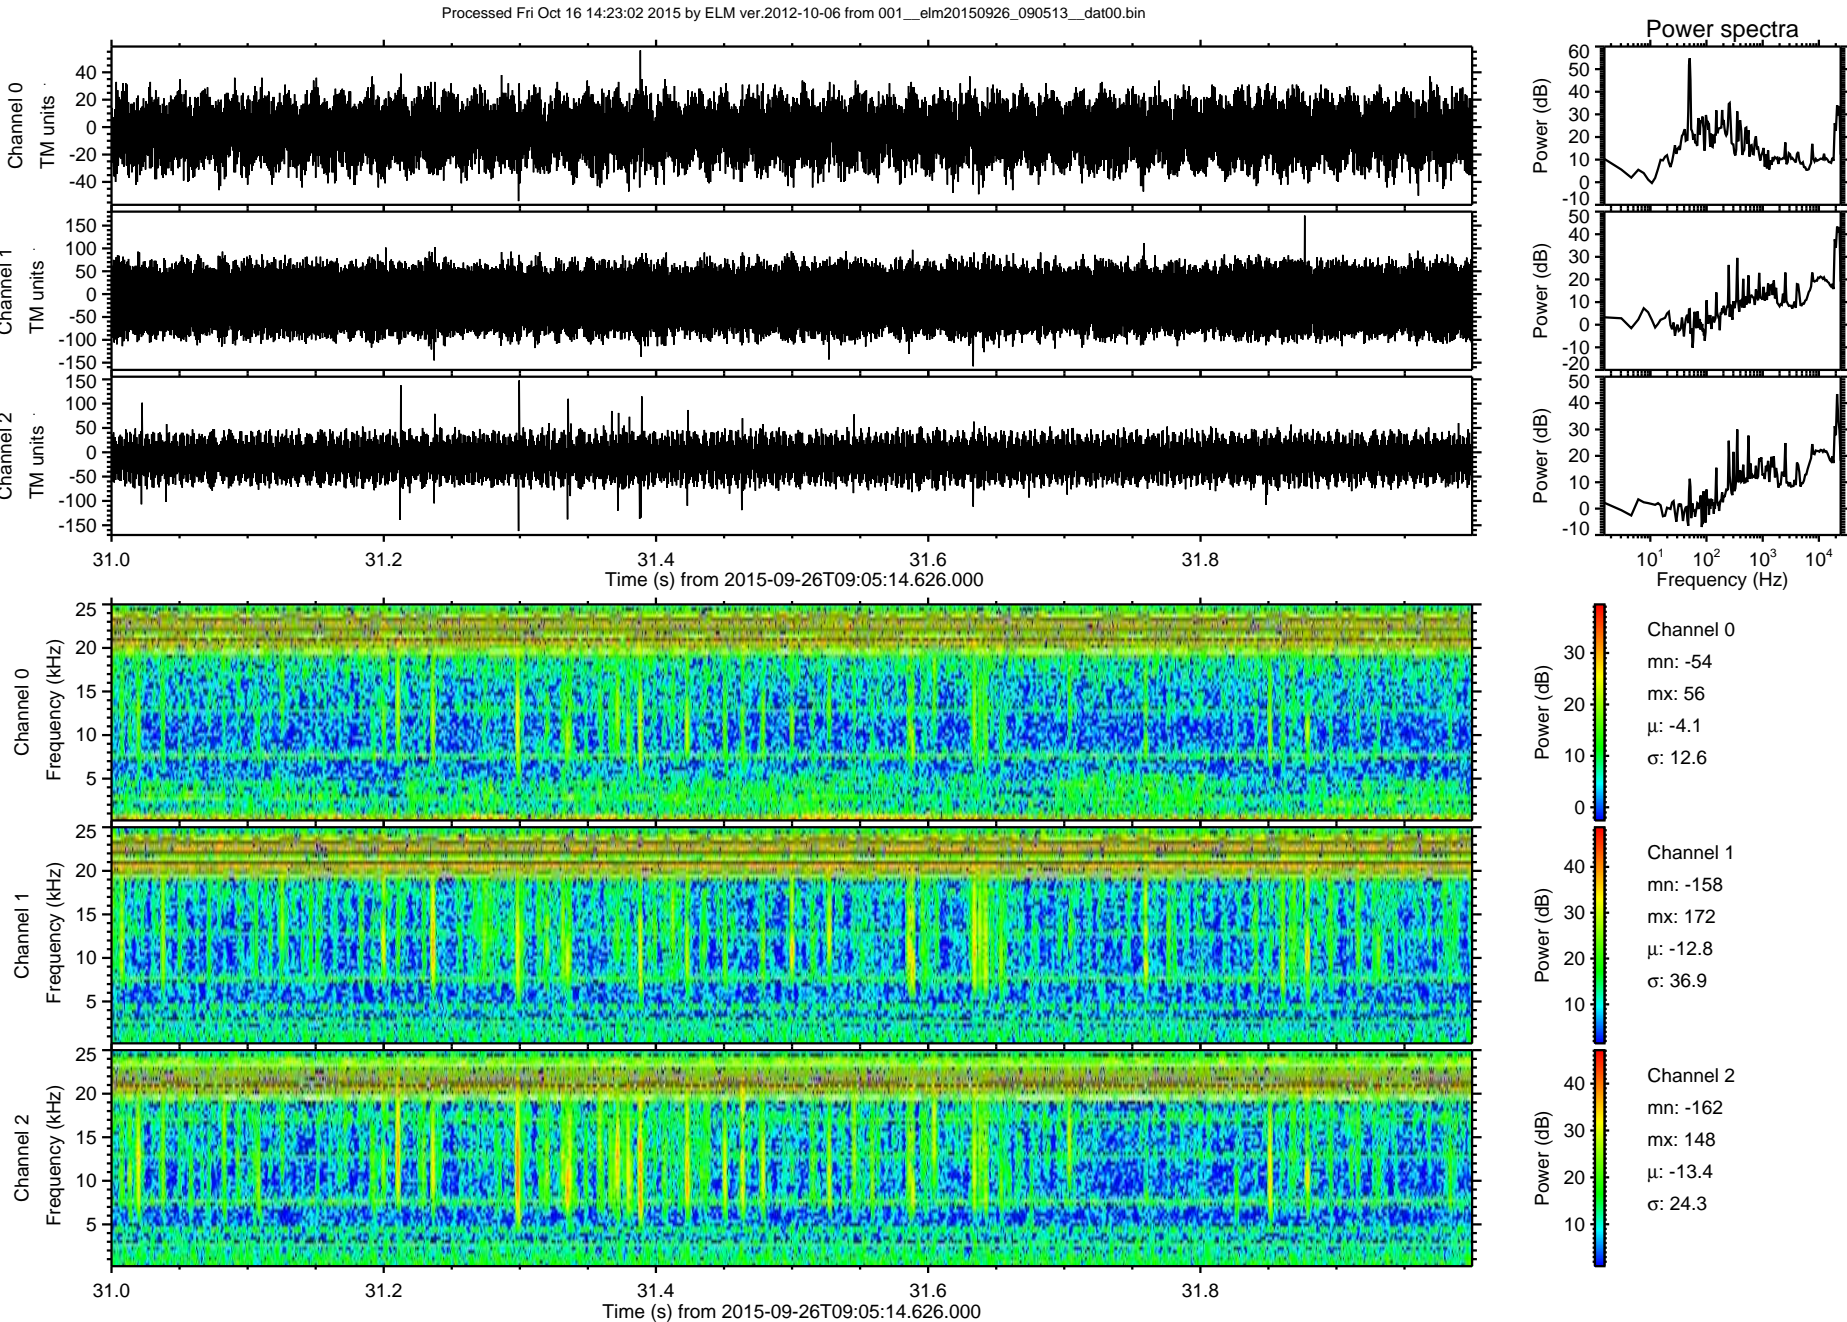 Processed Fri Oct 16 14:23:02 2015 by ELM ver.2012-10-06 from 001__elm20150926_090513__dat00.bin
Power spectra
Channel 0
TM units
40
20
0
-20
-40
Power (dB)
60
50
40
30
20
10
0
-10
Channel 1
TM units
150
100
50
0
-50
-100
-150
Power (dB)
50
40
30
20
10
0
-10
-20
Channel 2
TM units
150
100
50
0
-50
-100
-150
Power (dB)
50
40
30
20
10
0
-10
31.0 31.2 31.4 31.6 31.8
Time (s) from 2015-09-26T09:05:14.626.000
10¹ 10² 10³ 10⁴
Frequency (Hz)
Channel 0
Frequency (kHz)
25
20
15
10
5
Power (dB)
30
20
10
0
Channel 0
mn: -54
mx: 56
μ: -4.1
σ: 12.6
Channel 1
Frequency (kHz)
25
20
15
10
5
Power (dB)
40
30
20
10
Channel 1
mn: -158
mx: 172
μ: -12.8
σ: 36.9
Channel 2
Frequency (kHz)
25
20
15
10
5
Power (dB)
40
30
20
10
Channel 2
mn: -162
mx: 148
μ: -13.4
σ: 24.3
31.0 31.2 31.4 31.6 31.8
Time (s) from 2015-09-26T09:05:14.626.000